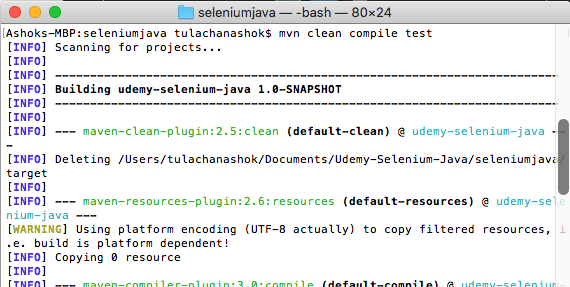 seleniumjava — -bash — 80×24
[Ashoks-MBP:seleniumjava tulachanashok$ mvn clean compile test
[INFO] Scanning for projects...
[INFO]
[INFO] ------------------------------------------------------------------------
[INFO] Building udemy-selenium-java 1.0-SNAPSHOT
[INFO] ------------------------------------------------------------------------
[INFO]
[INFO] --- maven-clean-plugin:2.5:clean (default-clean) @ udemy-selenium-java --
-
[INFO] Deleting /Users/tulachanashok/Documents/Udemy-Selenium-Java/seleniumjava/
target
[INFO]
[INFO] --- maven-resources-plugin:2.6:resources (default-resources) @ udemy-sele
nium-java ---
[WARNING] Using platform encoding (UTF-8 actually) to copy filtered resources, i
.e. build is platform dependent!
[INFO] Copying 0 resource
[INFO]
[INFO] --- maven-compiler-plugin:3.0:compile (default-compile) @ udemy-selenium-